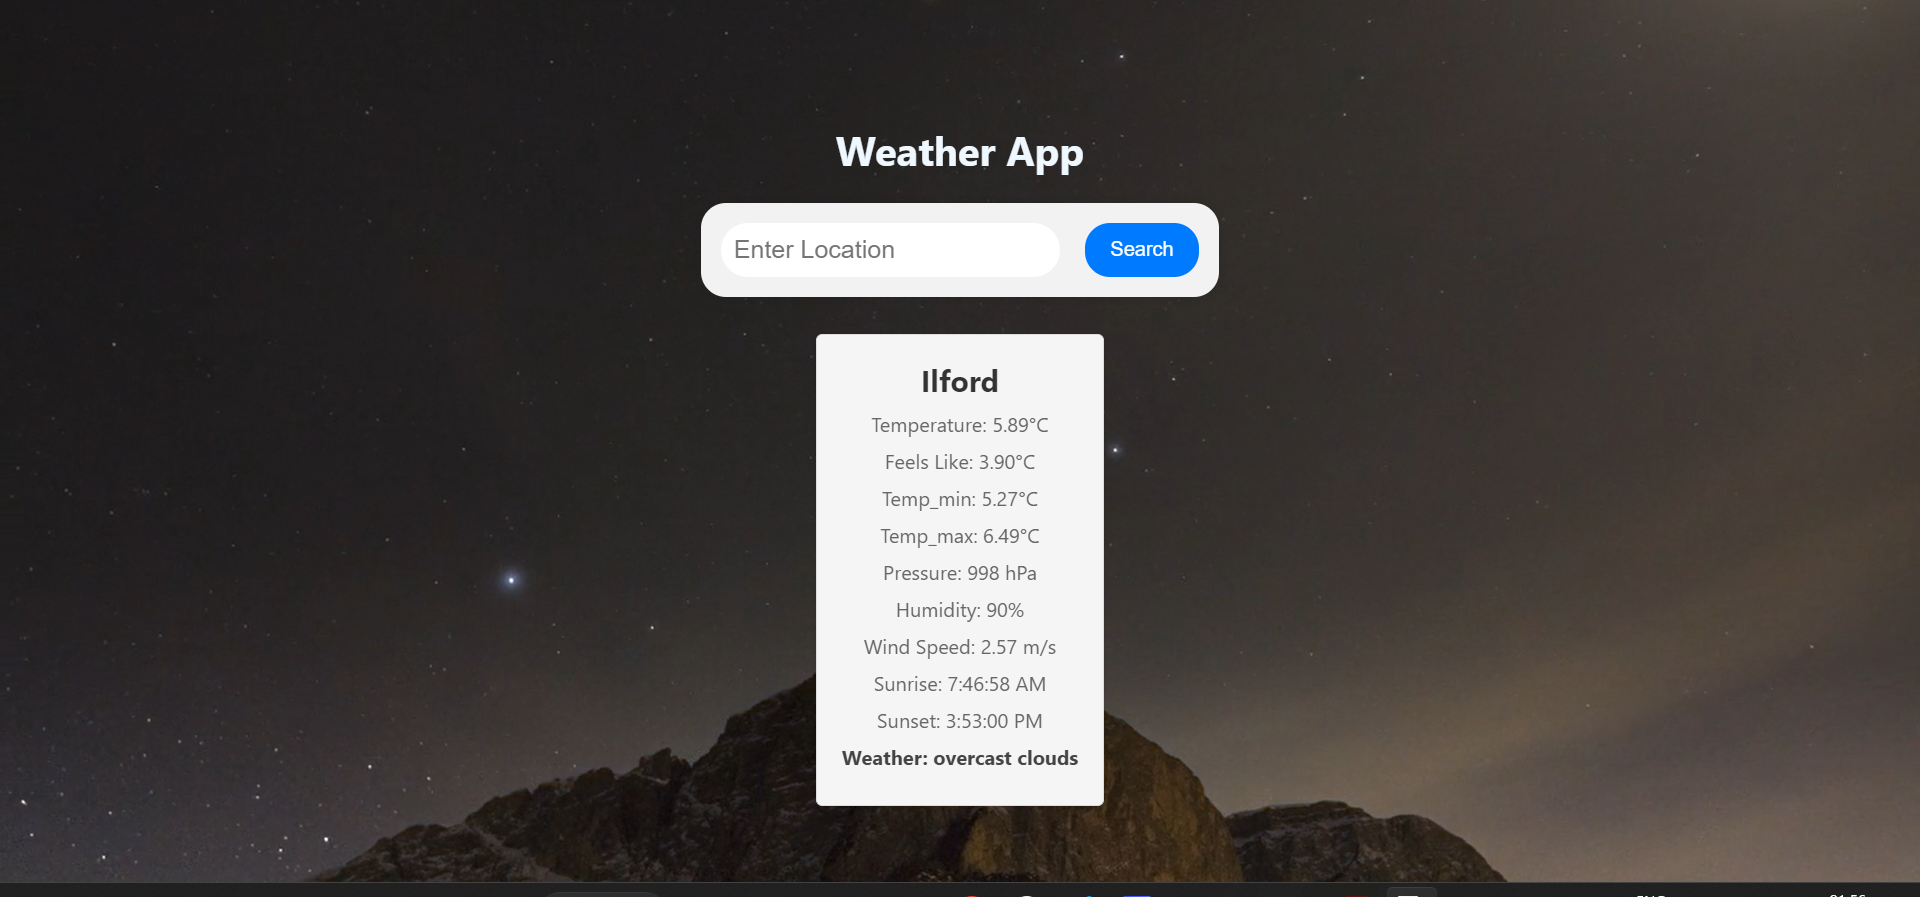 Weather App
Enter Location
Search
Ilford
Temperature: 5.89°C
Feels Like: 3.90°C
Temp_min: 5.27°C
Temp_max: 6.49°C
Pressure: 998 hPa
Humidity: 90%
Wind Speed: 2.57 m/s
Sunrise: 7:46:58 AM
Sunset: 3:53:00 PM
Weather: overcast clouds